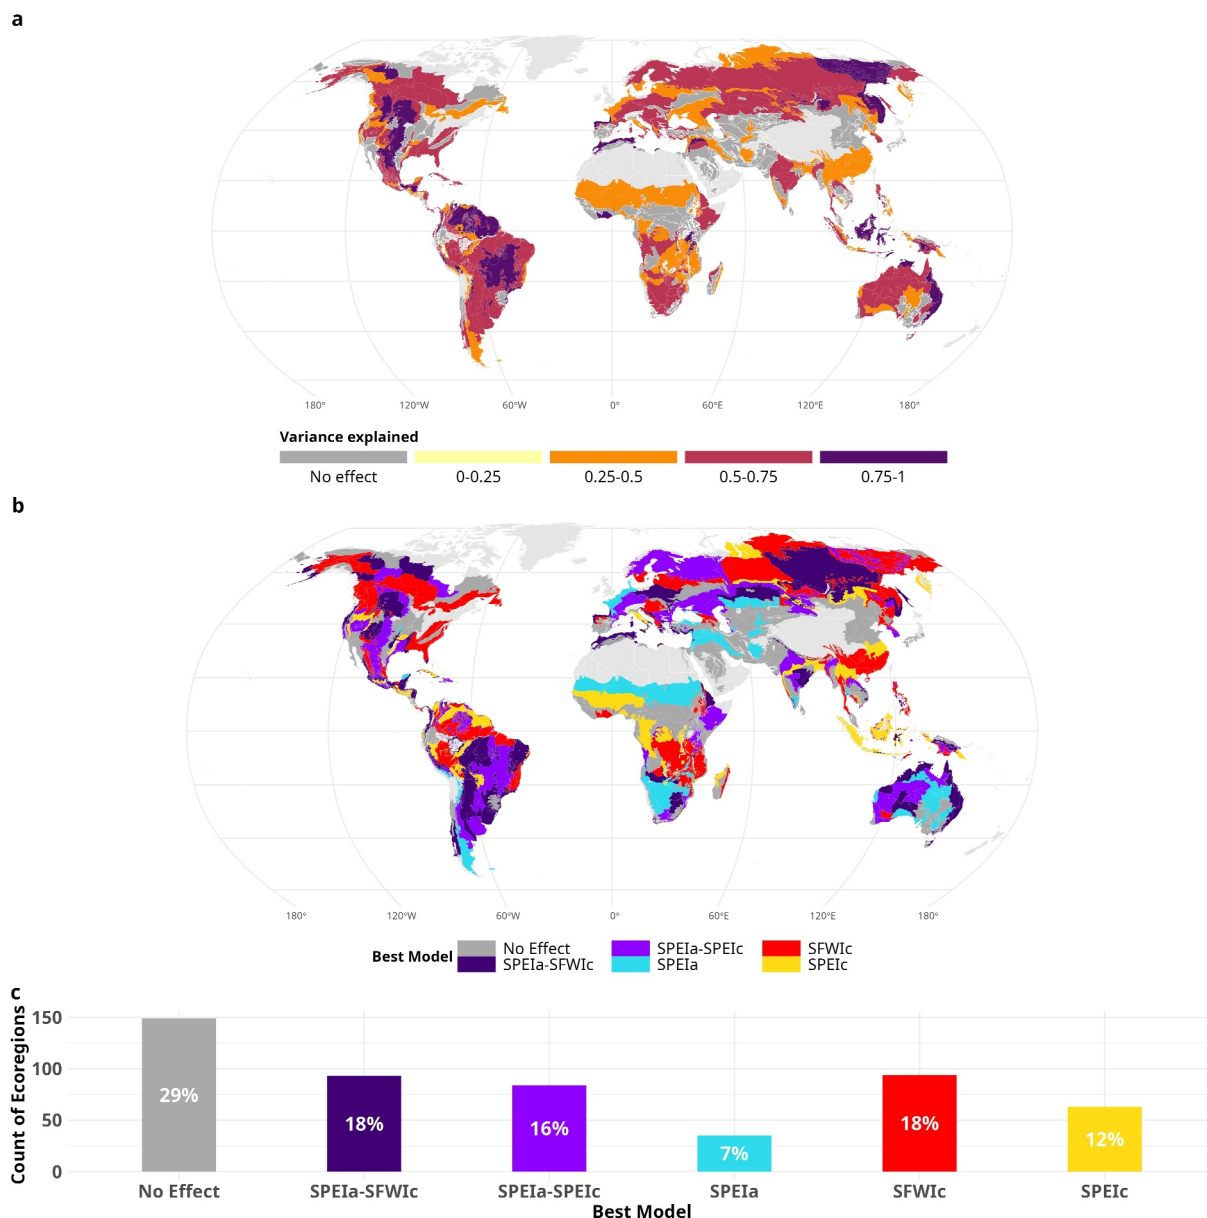 a
180° 120°W 60°W 0° 60°E 120°E 180°
Variance explained
No effect 0-0.25 0.25-0.5 0.5-0.75 0.75-1
b
180° 120°W 60°W 0° 60°E 120°E 180°
Best Model
No Effect SPEIa-SPEIc SFWIc
SPEIa-SFWIc SPEIa SPEIc
c
Count of Ecoregions
150
100
50
0
29% 18% 16% 7% 18% 12%
No Effect SPEIa-SFWIc SPEIa-SPEIc SPEIa SFWIc SPEIc
Best Model